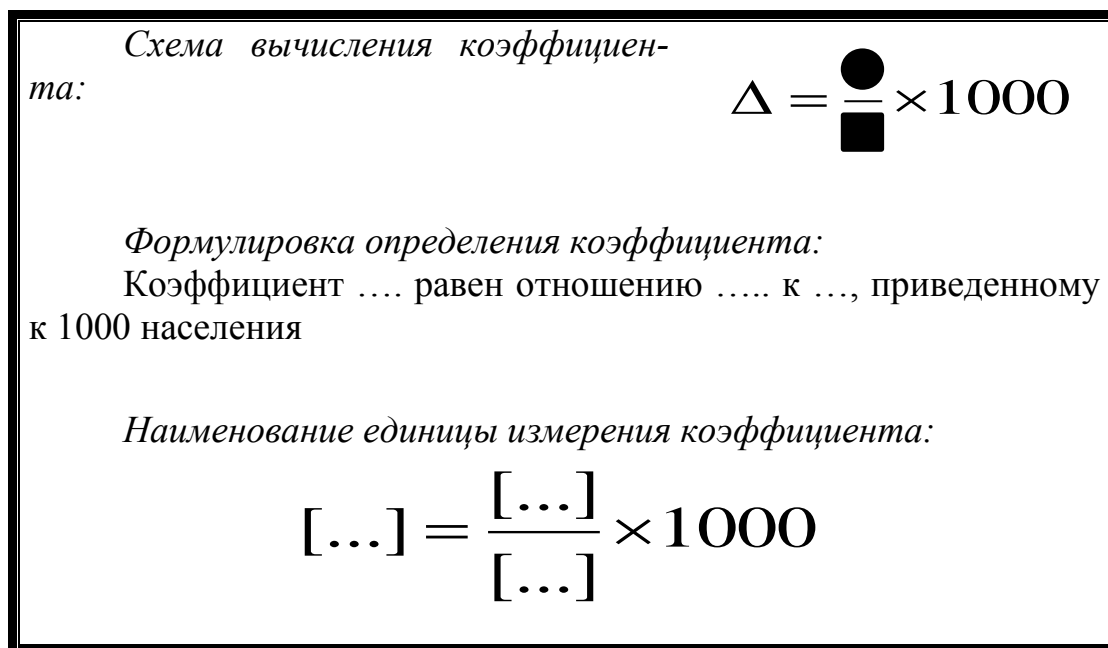 Схема вычисления коэффициен-
та:
Δ = ●/■ × 1000
Формулировка определения коэффициента:
Коэффициент …. равен отношению ….. к …, приведенному
к 1000 населения
Наименование единицы измерения коэффициента:
[...] = [...]/[...] × 1000